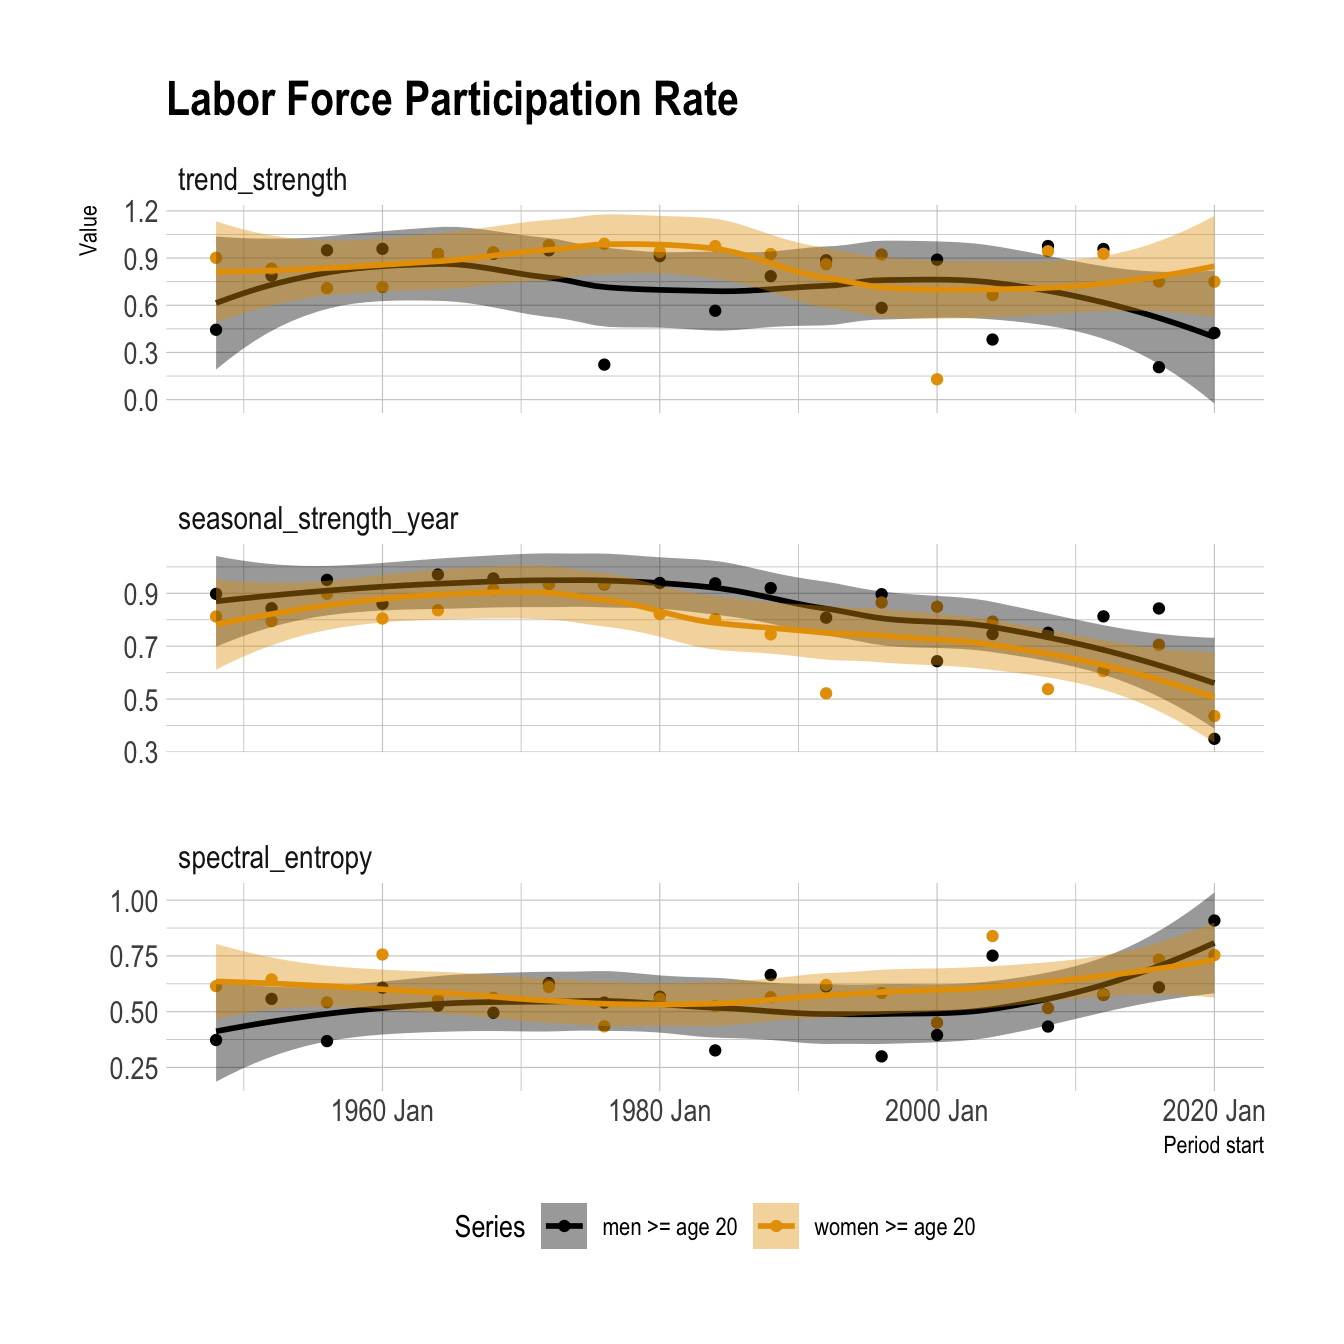 Labor Force Participation Rate
trend_strength
Value
1.2
0.9
0.6
0.3
0.0
seasonal_strength_year
0.9
0.7
0.5
0.3
spectral_entropy
1.00
0.75
0.50
0.25
1960 Jan 1980 Jan 2000 Jan 2020 Jan
Period start
Series men >= age 20 women >= age 20